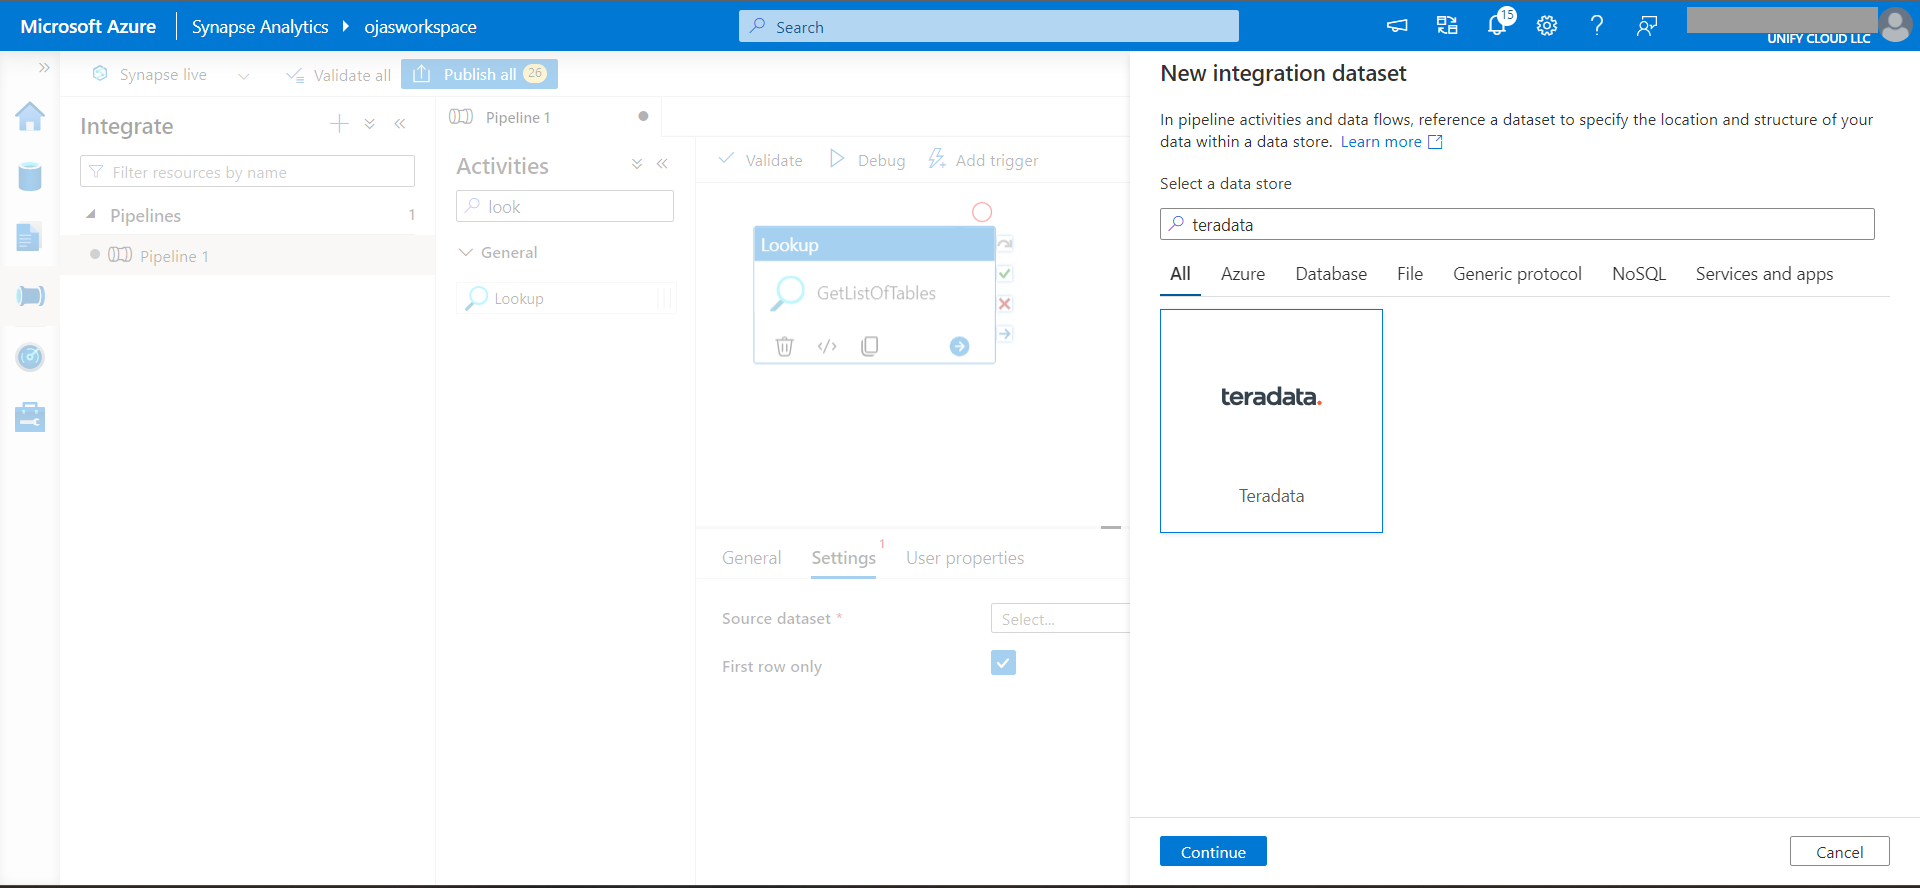 Microsoft Azure
Synapse Analytics
ojasworkspace
Search
15
UNIFY CLOUD LLC
Synapse live
Validate all
Publish all
26
Integrate
Filter resources by name
Pipelines
1
Pipeline 1
Pipeline 1
Activities
look
General
Lookup
Validate
Debug
Add trigger
Lookup
GetListOfTables
General
Settings
1
User properties
Source dataset *
Select...
First row only
New integration dataset
In pipeline activities and data flows, reference a dataset to specify the location and structure of your
data within a data store. Learn more
Select a data store
teradata
All
Azure
Database
File
Generic protocol
NoSQL
Services and apps
teradata.
Teradata
Continue
Cancel